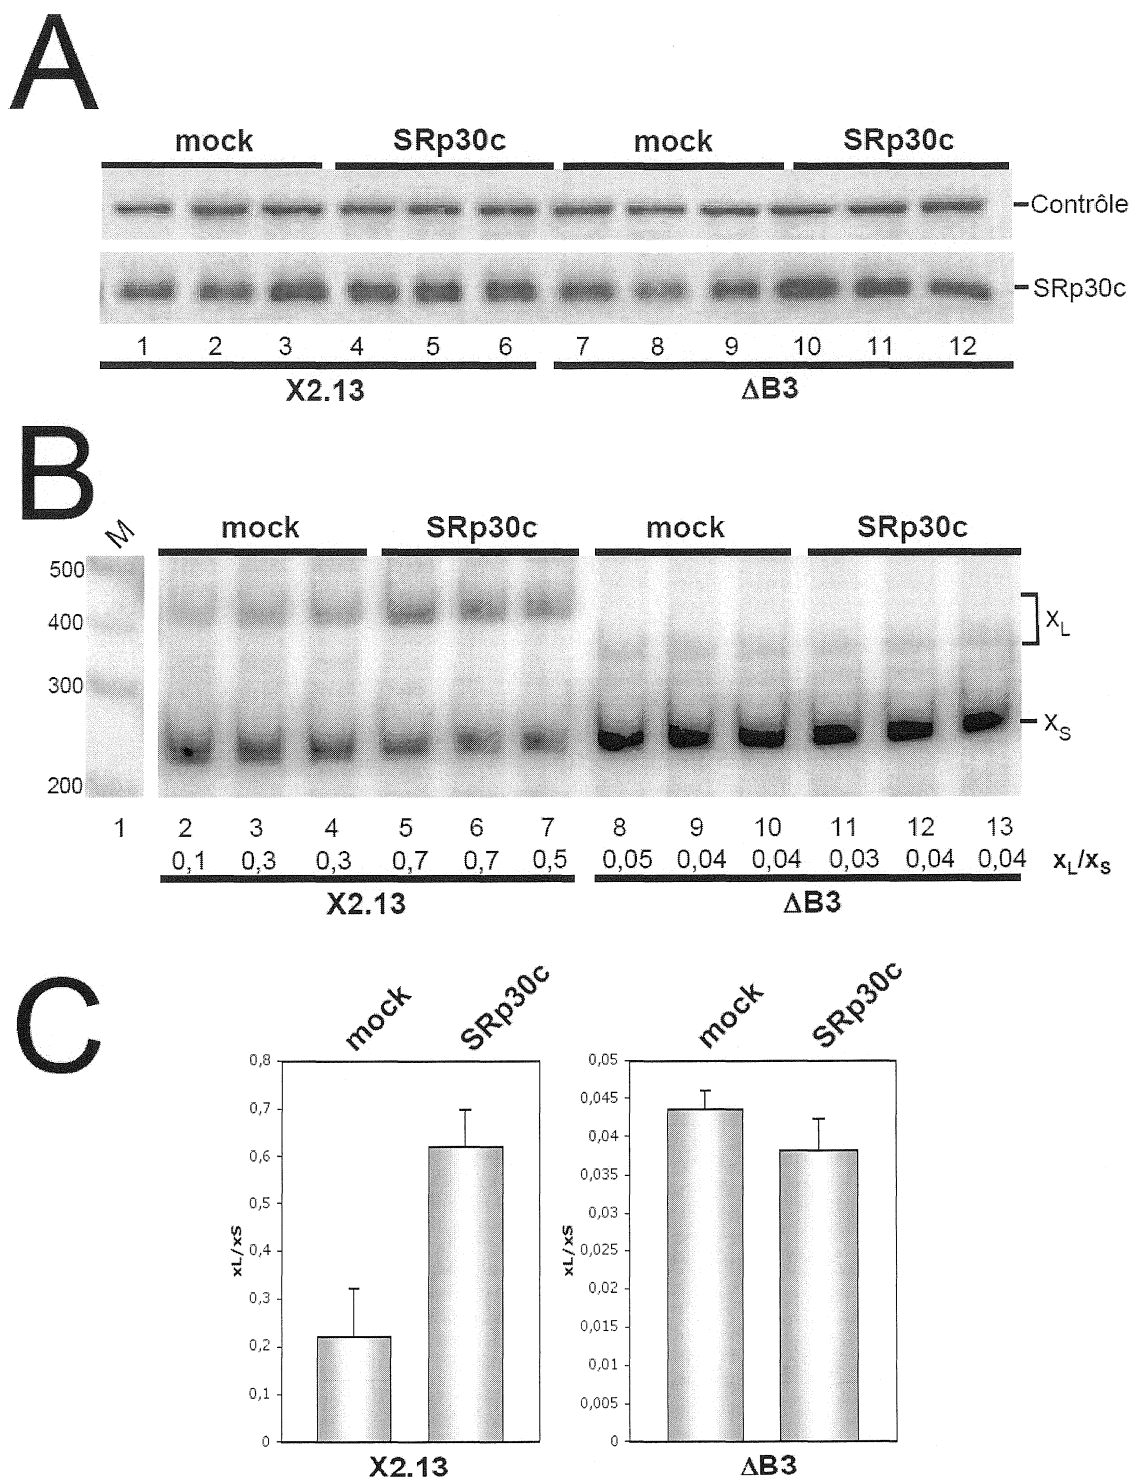 A
mock SRp30c mock SRp30c
Contrôle
SRp30c
1 2 3 4 5 6 7 8 9 10 11 12
X2.13 ΔB3
B
M mock SRp30c mock SRp30c
500
400
300
200
xL
xS
1 2 3 4 5 6 7 8 9 10 11 12 13
0,1 0,3 0,3 0,7 0,7 0,5 0,05 0,04 0,04 0,03 0,04 0,04 xL/xS
X2.13 ΔB3
C
mock SRp30c
0,8
0,7
0,6
0,5
0,4
0,3
0,2
0,1
0
xL/xS
X2.13
mock SRp30c
0,05
0,045
0,04
0,035
0,03
0,025
0,02
0,015
0,01
0,005
0
xL/xS
ΔB3